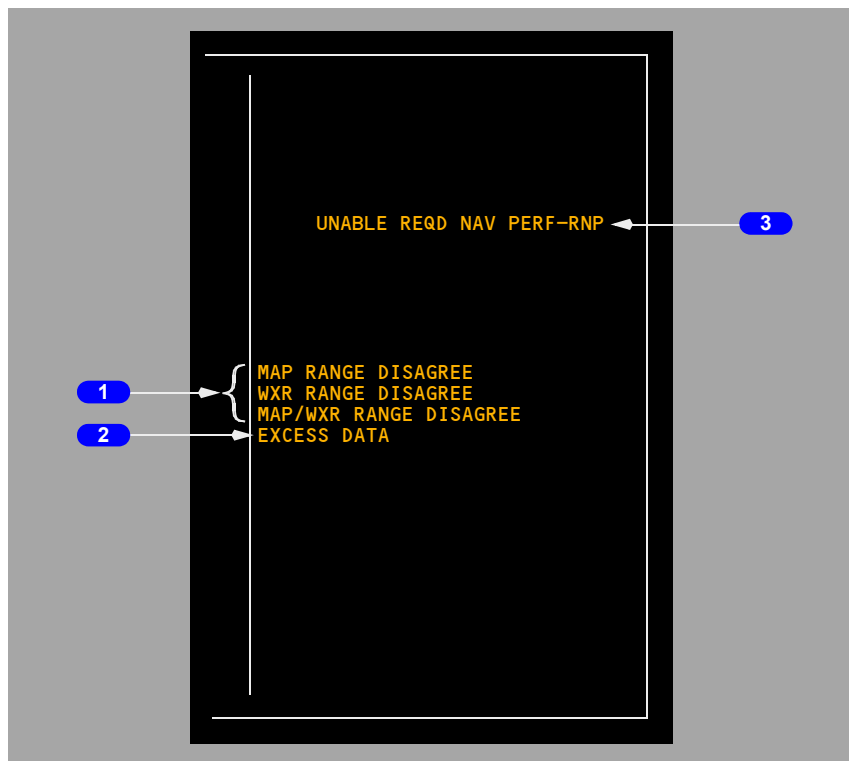 UNABLE REQD NAV PERF-RNP
3
MAP RANGE DISAGREE
1
WXR RANGE DISAGREE
MAP/WXR RANGE DISAGREE
2
EXCESS DATA